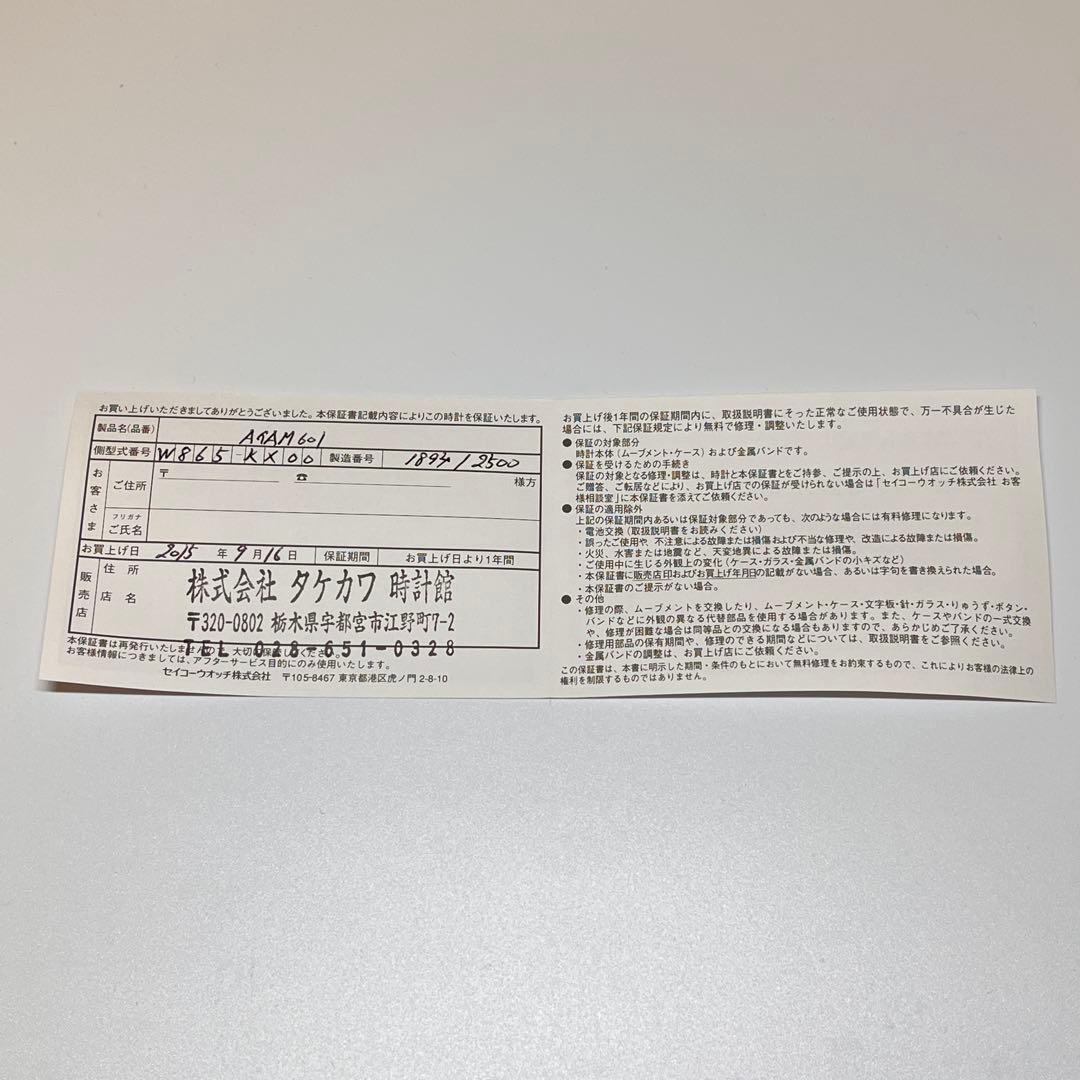 お買い上げいただきましてありがとうございました。本保証書記載内容によりこの時計を保証いたします。
製品名(品番) AGAM601
側型式番号 W865-KX00 製造番号 1894/2500
お客さま
ご住所 〒 ☎ 様方
フリガナ
ご氏名
お買上げ日 2015年9月16日 保証期間 お買上げ日より1年間
販売店
住所
店名
株式会社 タケカワ 時計館
〒320-0802 栃木県宇都宮市江野町7-2
TEL 028-651-0328
本保証書は再発行いたしません 大切 保 しください。
お客様情報につきましては、アフターサービス目的にのみ使用いたします。
セイコーウオッチ株式会社 〒105-8467 東京都港区虎ノ門 2-8-10
お買上げ後1年間の保証期間内に、取扱説明書にそった正常なご使用状態で、万一不具合が生じた
場合には、下記保証規定により無料で修理・調整いたします。
● 保証の対象部分
時計本体(ムーブメント・ケース)および金属バンドです。
● 保証を受けるための手続き
保証の対象となる修理・調整は、時計と本保証書とをご持参、ご提示の上、お買上げ店にご依頼ください。
ご贈答、ご転居などにより、お買上げ店での保証が受けられない場合は「セイコーウオッチ株式会社 お客
様相談室」に本保証書を添えてご依頼ください。
● 保証の適用除外
上記の保証期間内あるいは保証対象部分であっても、次のような場合には有料修理になります。
・電池交換(取扱説明書をお読みください)
・誤ったご使用や、不注意による故障または損傷および不当な修理や、改造による故障または損傷。
・火災、水害または地震など、天変地異による故障または損傷。
・ご使用中に生じる外観上の変化(ケース・ガラス・金属バンドの小キズなど)
・本保証書に販売店印およびお買上げ年月日の記載がない場合、あるいは字句を書き換えられた場合。
・本保証書のご提示がない場合。
● その他
・修理の際、ムーブメントを交換したり、ムーブメント・ケース・文字板・針・ガラス・りゅうず・ボタン・
バンドなどに外観の異なる代替部品を使用する場合があります。また、ケースやバンドの一式交換
や、修理が困難な場合は同等品との交換になる場合もありますので、あらかじめご了承ください。
・修理用部品の保有期間や、修理のできる期間などについては、取扱説明書をご参照ください。
・金属バンドの調整は、お買上げ店にご依頼ください。
この保証書は、本書に明示した期間・条件のもとにおいて無料修理をお約束するもので、これによりお客様の法律上の
権利を制限するものではありません。